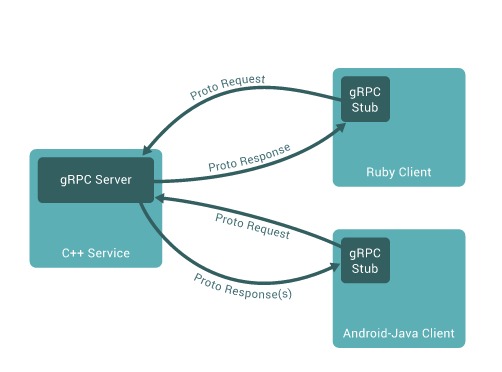 Proto Request
gRPC
Stub
Ruby Client
Proto Response
gRPC Server
C++ Service
Proto Request
gRPC
Stub
Proto Response(s)
Android-Java Client